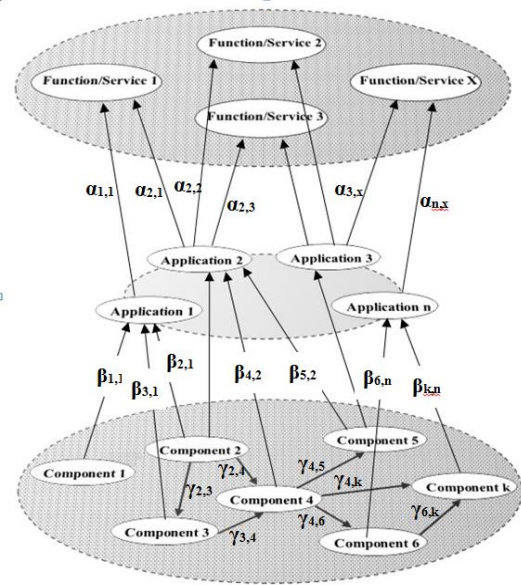 Function/Service 2
Function/Service 1
Function/Service X
Function/Service 3
α1,1
α2,1
α2,2
α2,3
α3,x
αn,x
Application 2
Application 3
Application 1
Application n
β1,1
β3,1
β2,1
β4,2
β5,2
β6,n
βk,n
Component 5
Component 2
Component 1
γ2,4
γ4,5
γ4,k
Component k
γ2,3
Component 4
γ6,k
Component 3
γ3,4
γ4,6
Component 6